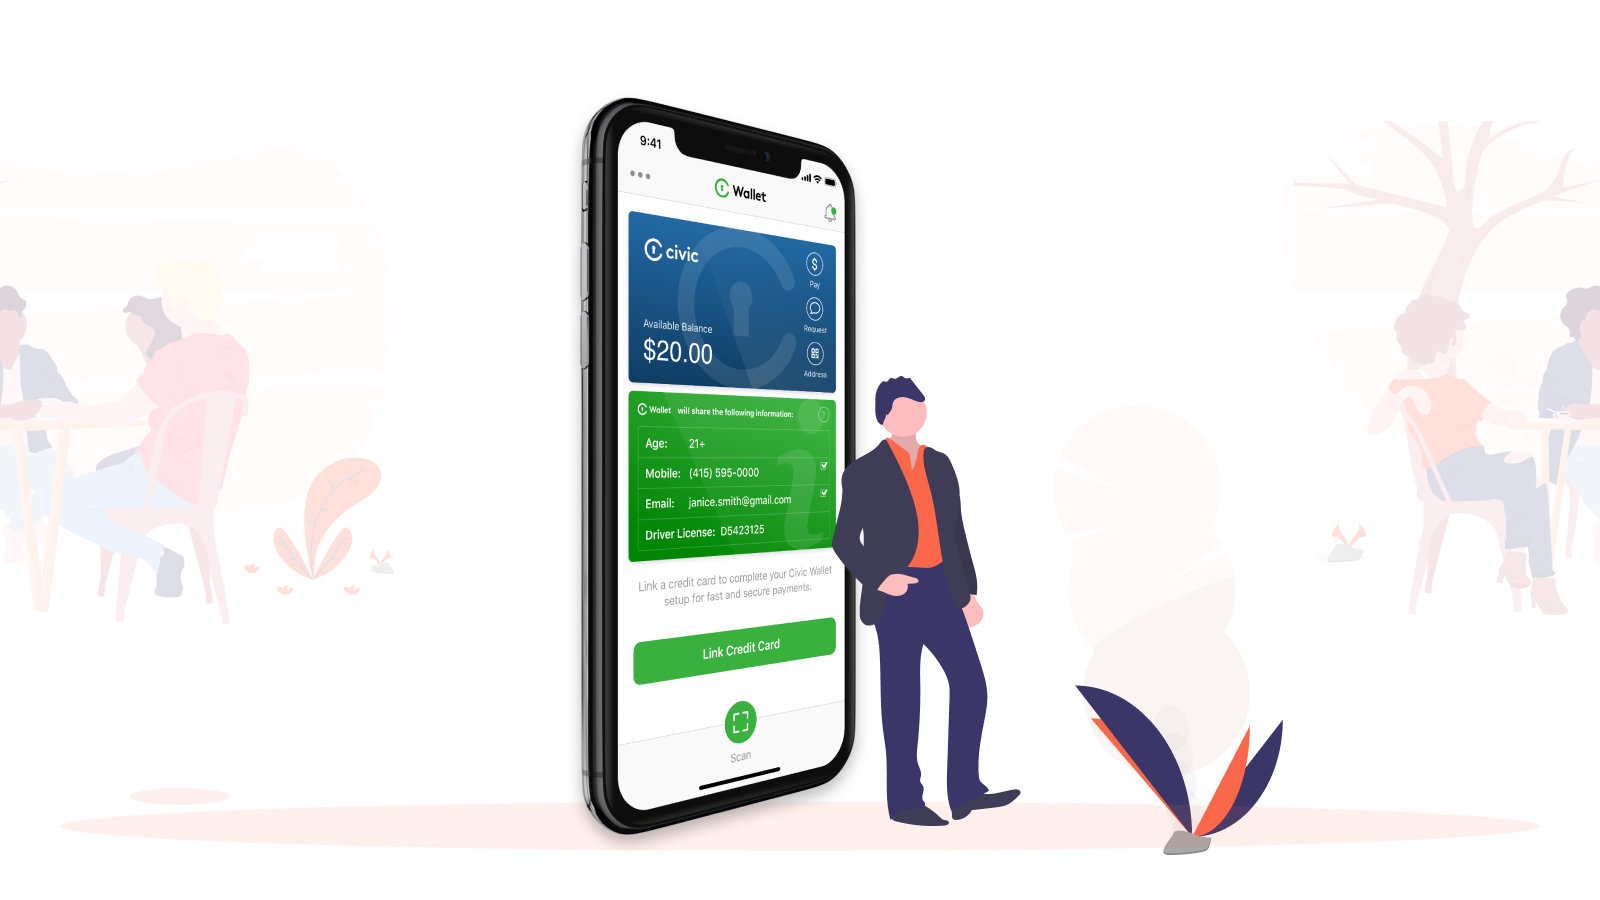 9:41
Wallet
civic
$
Pay
Request
Available Balance
$20.00
Address
Wallet will share the following information: ?
Age: 21+
Mobile: (415) 595-0000
Email: janice.smith@gmail.com
Driver License: D5423125
Link a credit card to complete your Civic Wallet
setup for fast and secure payments.
Link Credit Card
Scan